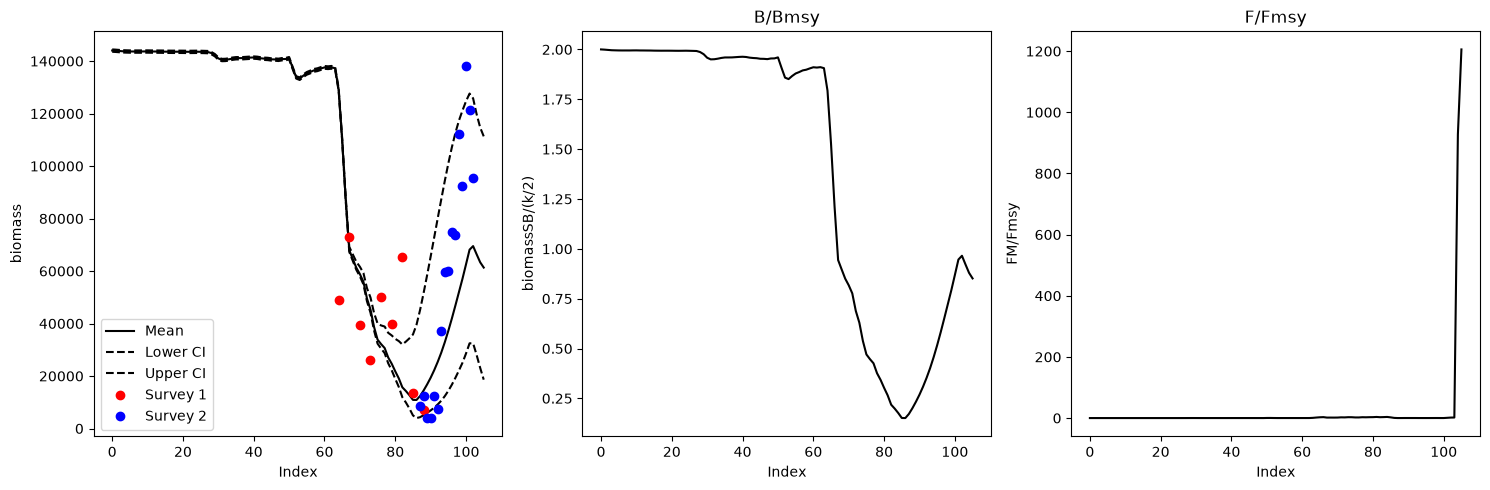 biomass
140000
120000
100000
80000
60000
40000
20000
0
0 20 40 60 80 100
Index
Mean
Lower CI
Upper CI
Survey 1
Survey 2
B/Bmsy
biomassSB/(k/2)
2.00
1.75
1.50
1.25
1.00
0.75
0.50
0.25
0 20 40 60 80 100
Index
F/Fmsy
FM/Fmsy
1200
1000
800
600
400
200
0
0 20 40 60 80 100
Index